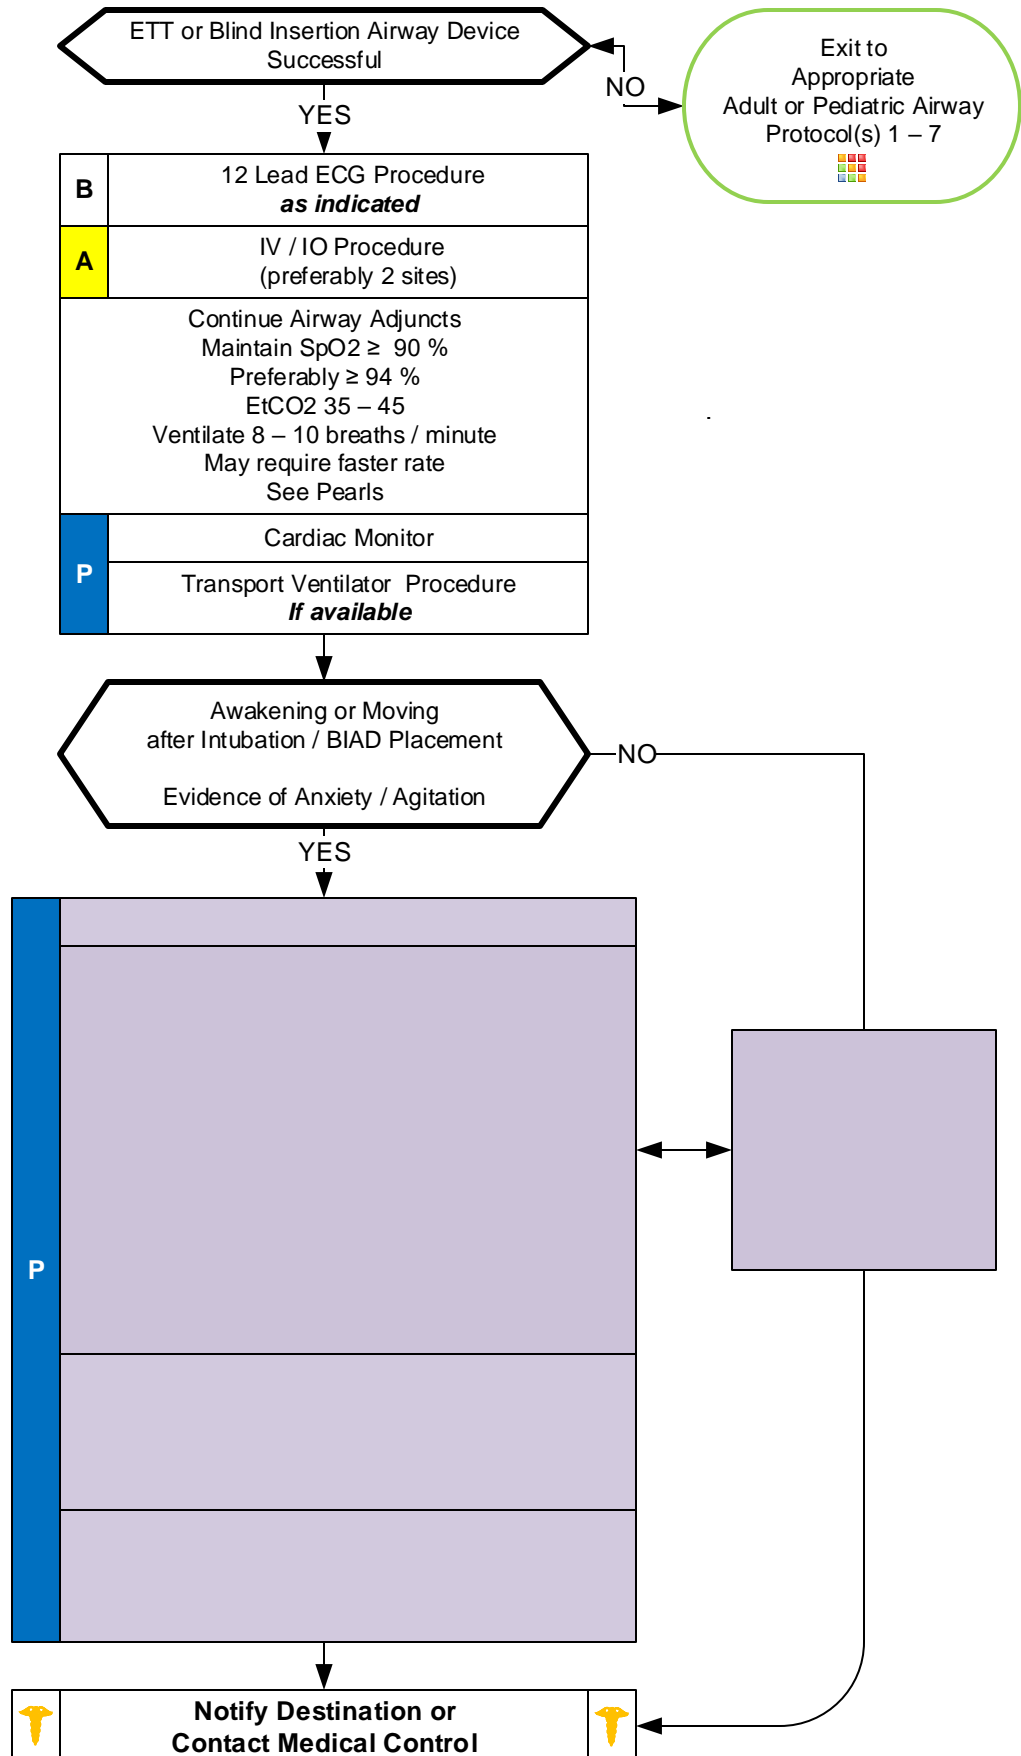 ETT or Blind Insertion Airway Device
Successful
NO
Exit to
Appropriate
Adult or Pediatric Airway
Protocol(s) 1 – 7
YES
B
12 Lead ECG Procedure
as indicated
A
IV / IO Procedure
(preferably 2 sites)
Continue Airway Adjuncts
Maintain SpO2 ≥ 90 %
Preferably ≥ 94 %
EtCO2 35 – 45
Ventilate 8 – 10 breaths / minute
May require faster rate
See Pearls
P
Cardiac Monitor
Transport Ventilator Procedure
If available
Awakening or Moving
after Intubation / BIAD Placement
Evidence of Anxiety / Agitation
NO
YES
P
Notify Destination or
Contact Medical Control